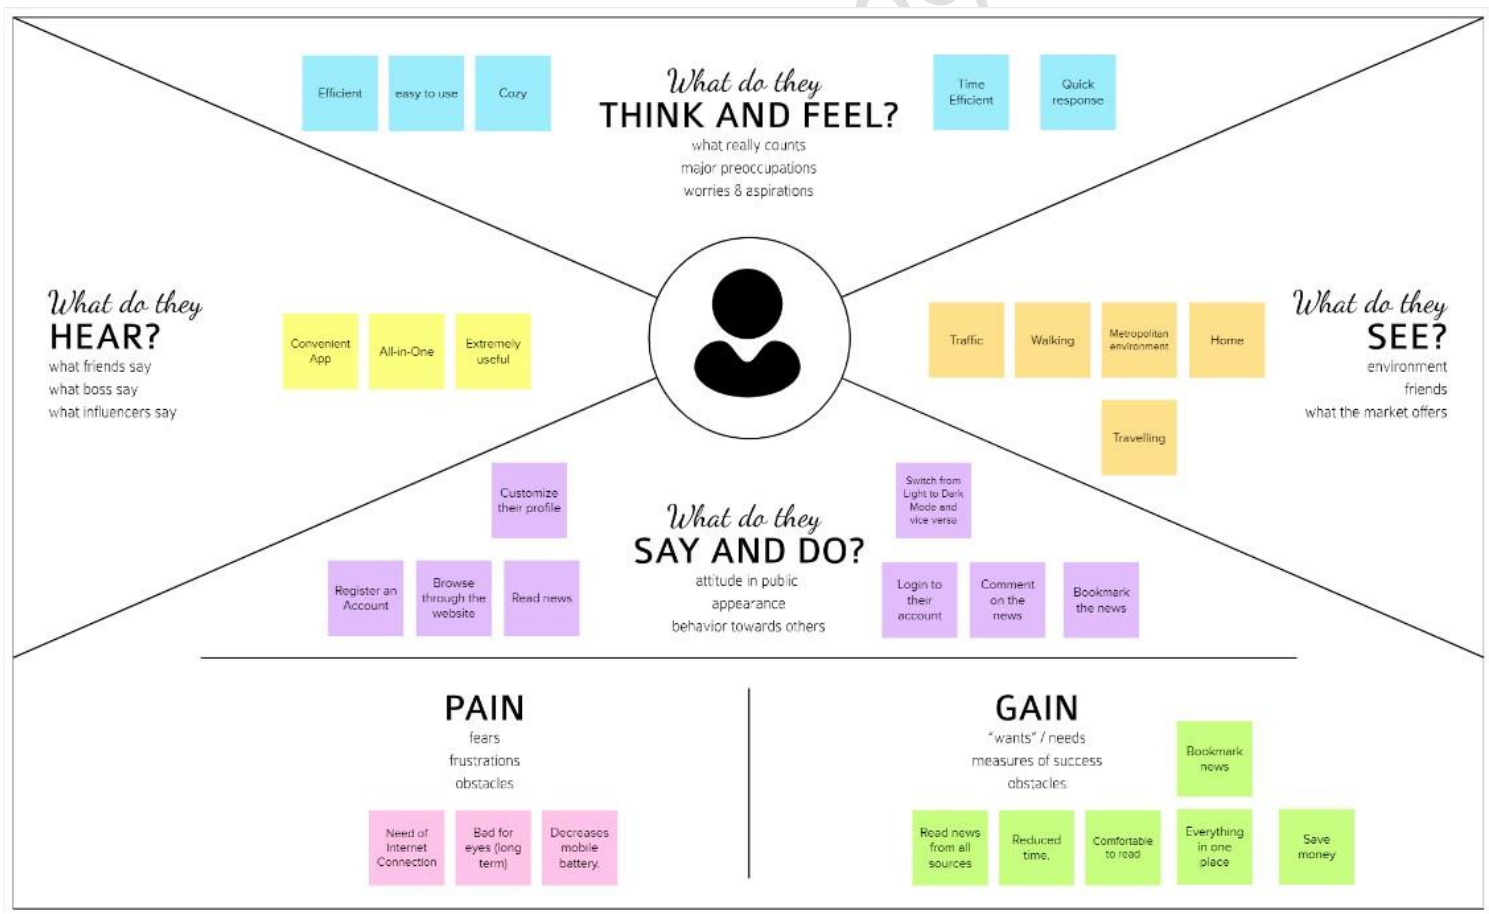 Efficient
easy to use
Cozy
What do they
THINK AND FEEL?
what really counts
major preoccupations
worries & aspirations
Time
Efficient
Quick
response
What do they
HEAR?
what friends say
what boss say
what influencers say
Convenient
App
All-in-One
Extremely
useful
Traffic
Walking
Metropolitan
environment
Home
Travelling
What do they
SEE?
environment
friends
what the market offers
Customize
their profile
Register an
Account
Browse
through the
website
Read news
What do they
SAY AND DO?
attitude in public
appearance
behavior towards others
Switch from
Light to Dark
Mode and
vice versa
Login to
their
account
Comment
on the
news
Bookmark
the news
PAIN
fears
frustrations
obstacles
Need of
Internet
Connection
Bad for
eyes (long
term)
Decreases
mobile
battery.
GAIN
"wants" / needs
measures of success
obstacles
Bookmark
news
Read news
from all
sources
Reduced
time.
Comfortable
to read
Everything
in one
place
Save
money